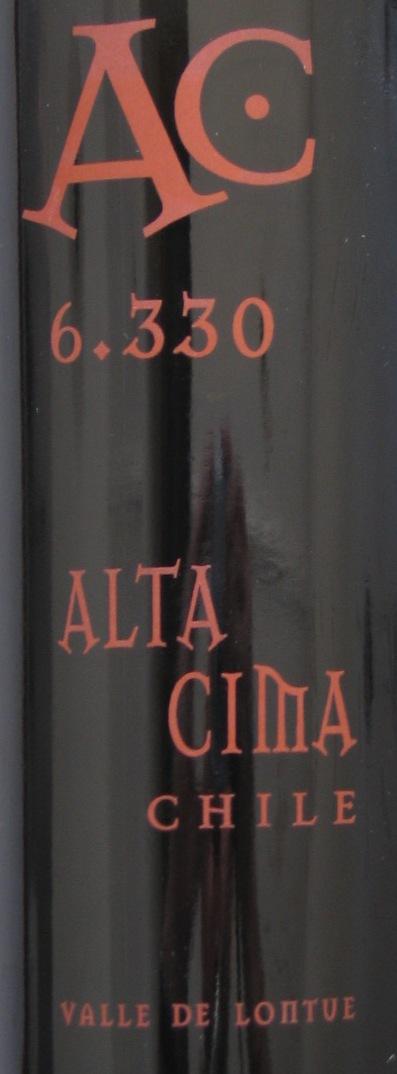 AC
6.330
ALTA
CIMA
CHILE
VALLE DE LONTUE